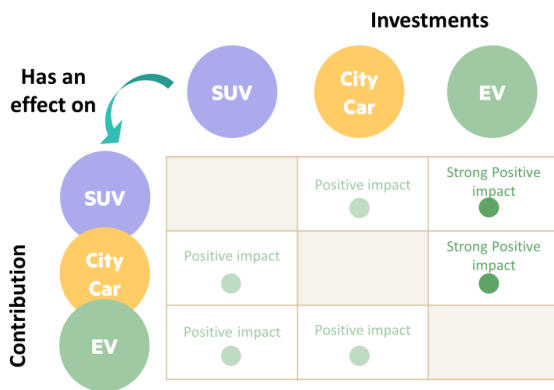 Investments
Has an
effect on
SUV
City
Car
EV
Contribution
SUV
Positive impact
Strong Positive
impact
City
Car
Positive impact
Strong Positive
impact
EV
Positive impact
Positive impact